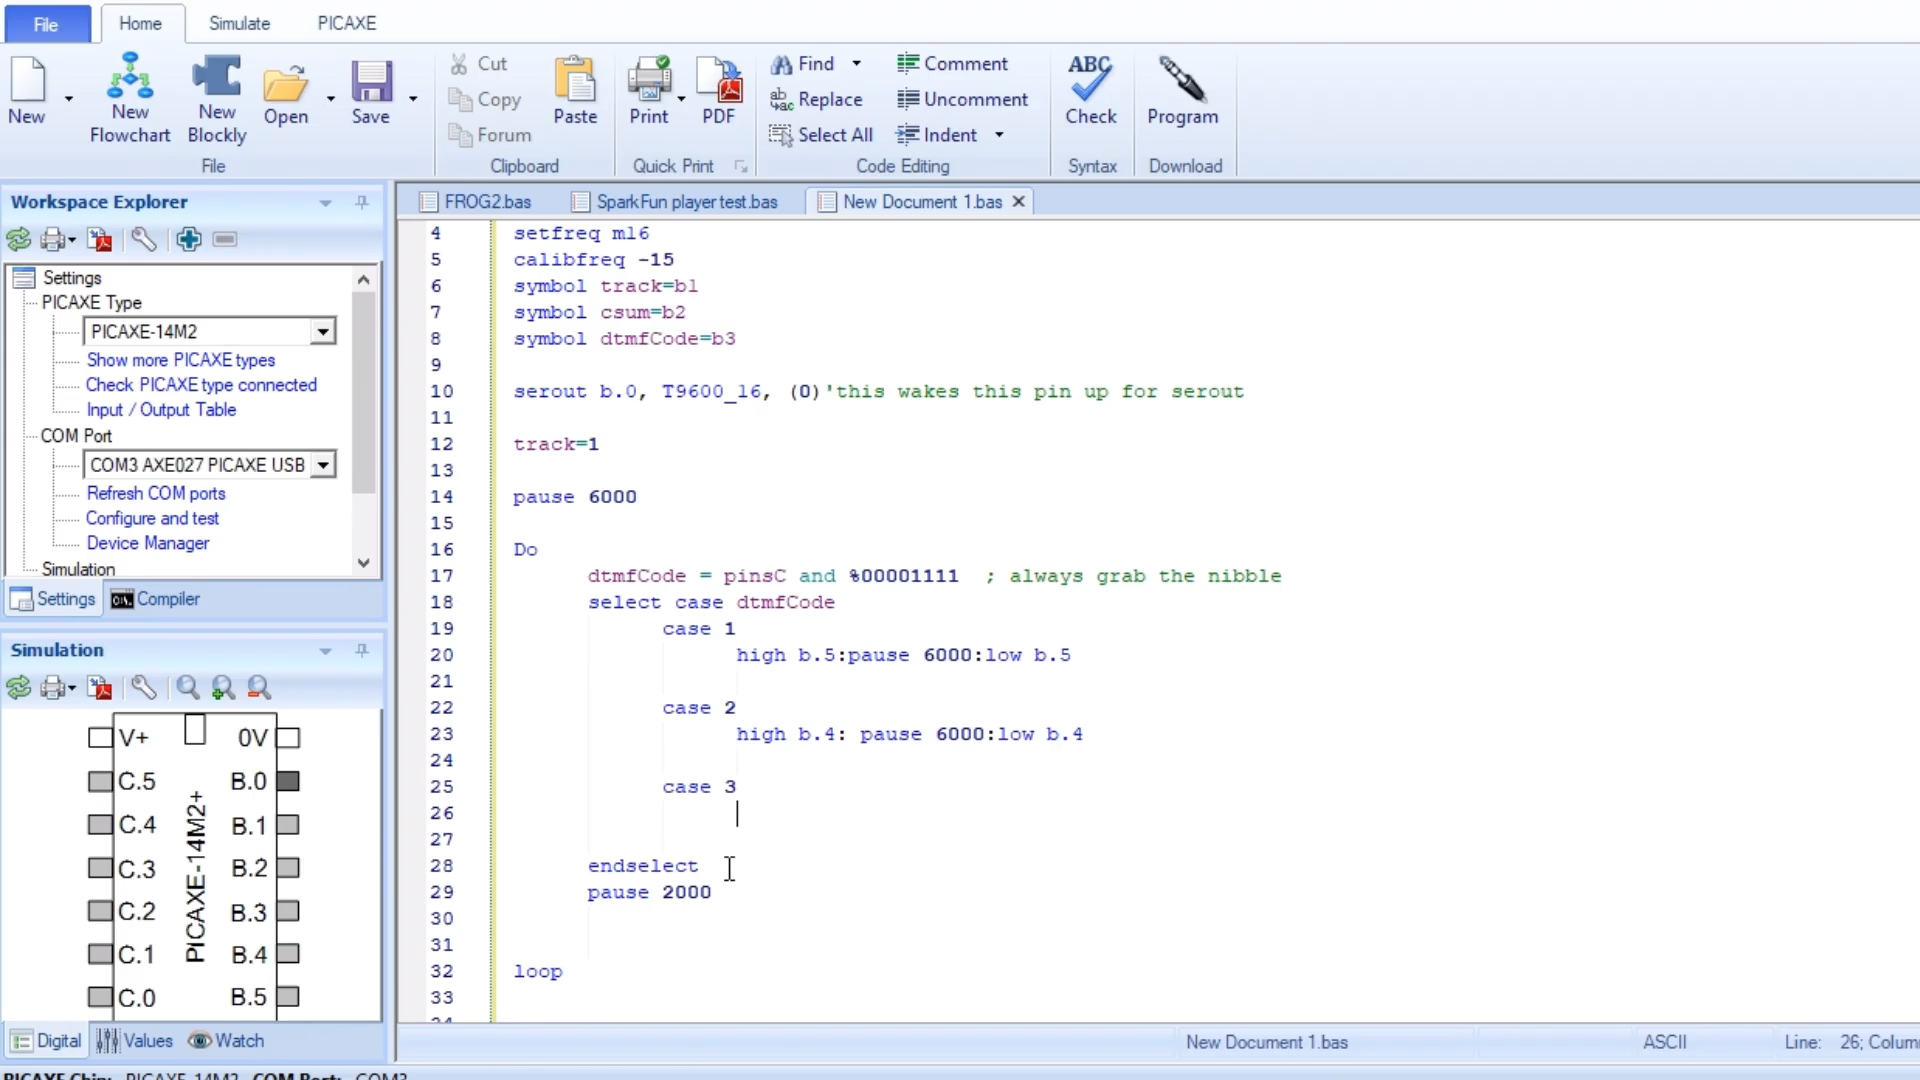 File Home Simulate PICAXE
New New Flowchart New Blockly Open Save Cut Copy Forum Paste Print PDF Find Replace Select All Comment Uncomment Indent ABC Check Program
File Clipboard Quick Print Code Editing Syntax Download
Workspace Explorer
FROG2.bas SparkFun player test.bas New Document 1.bas
Settings
PICAXE Type
PICAXE-14M2
Show more PICAXE types
Check PICAXE type connected
Input / Output Table
COM Port
COM3 AXE027 PICAXE USB
Refresh COM ports
Configure and test
Device Manager
Simulation
Settings Compiler
Simulation
V+ 0V
C.5 B.0
C.4 B.1
C.3 B.2
C.2 B.3
C.1 B.4
C.0 B.5
PICAXE-14M2+
Digital Values Watch
4 setfreq m16
5 calibfreq -15
6 symbol track=b1
7 symbol csum=b2
8 symbol dtmfCode=b3
9
10 serout b.0, T9600_16, (0)'this wakes this pin up for serout
11
12 track=1
13
14 pause 6000
15
16 Do
17 dtmfCode = pinsC and %00001111 ; always grab the nibble
18 select case dtmfCode
19 case 1
20 high b.5:pause 6000:low b.5
21
22 case 2
23 high b.4: pause 6000:low b.4
24
25 case 3
26
27
28 endselect
29 pause 2000
30
31
32 loop
33
New Document 1.bas ASCII Line: 26; Colum
PICAXE Chip: PICAXE-14M2 COM Port: COM3